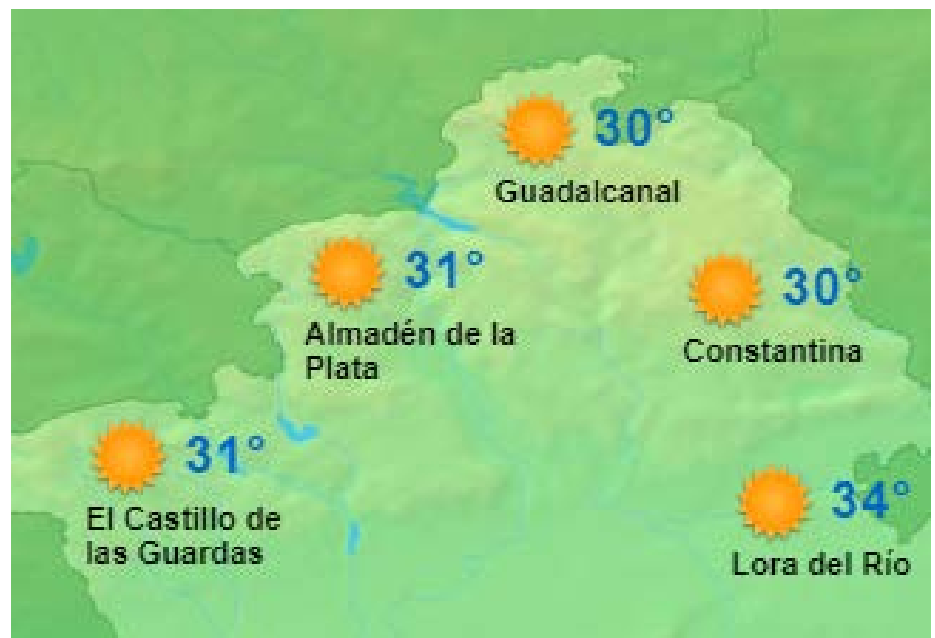 30°
Guadalcanal
31°
Almadén de la
Plata
30°
Constantina
31°
El Castillo de
las Guardas
34°
Lora del Río